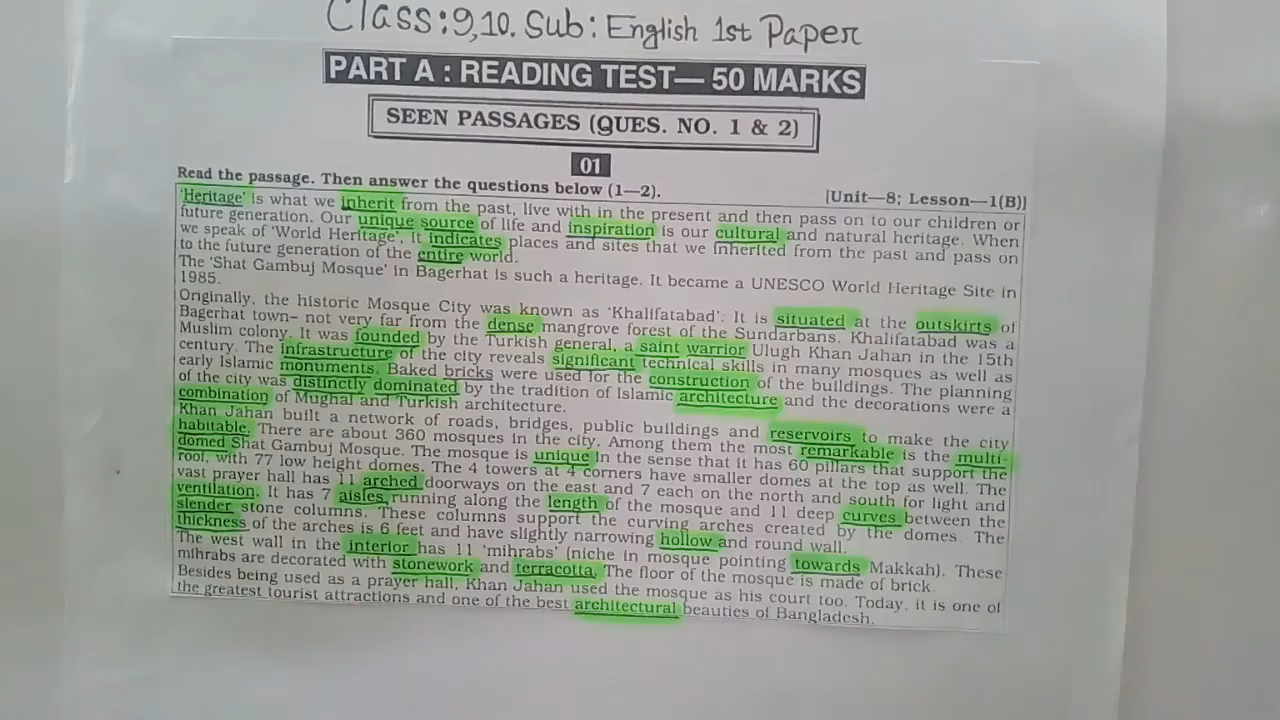 Class:9,10. Sub: English 1st Paper
PART A : READING TEST— 50 MARKS
SEEN PASSAGES (QUES. NO. 1 & 2)
01
Read the passage. Then answer the questions below (1—2). [Unit—8; Lesson—1(B)]
'Heritage' is what we inherit from the past, live with in the present and then pass on to our children or
future generation. Our unique source of life and inspiration is our cultural and natural heritage. When
we speak of 'World Heritage', it indicates places and sites that we inherited from the past and pass on
to the future generation of the entire world.
The 'Shat Gambuj Mosque' in Bagerhat is such a heritage. It became a UNESCO World Heritage Site in
1985.
Originally, the historic Mosque City was known as 'Khalifatabad'. It is situated at the outskirts of
Bagerhat town– not very far from the dense mangrove forest of the Sundarbans. Khalifatabad was a
Muslim colony. It was founded by the Turkish general, a saint warrior Ulugh Khan Jahan in the 15th
century. The infrastructure of the city reveals significant technical skills in many mosques as well as
early Islamic monuments. Baked bricks were used for the construction of the buildings. The planning
of the city was distinctly dominated by the tradition of Islamic architecture and the decorations were a
combination of Mughal and Turkish architecture.
Khan Jahan built a network of roads, bridges, public buildings and reservoirs to make the city
habitable. There are about 360 mosques in the city. Among them the most remarkable is the multi-
domed Shat Gambuj Mosque. The mosque is unique in the sense that it has 60 pillars that support the
roof, with 77 low height domes. The 4 towers at 4 corners have smaller domes at the top as well. The
vast prayer hall has 11 arched doorways on the east and 7 each on the north and south for light and
ventilation. It has 7 aisles running along the length of the mosque and 11 deep curves between the
slender stone columns. These columns support the curving arches created by the domes. The
thickness of the arches is 6 feet and have slightly narrowing hollow and round wall.
The west wall in the interior has 11 'mihrabs' (niche in mosque pointing towards Makkah). These
mihrabs are decorated with stonework and terracotta. The floor of the mosque is made of brick.
Besides being used as a prayer hall, Khan Jahan used the mosque as his court too. Today, it is one of
the greatest tourist attractions and one of the best architectural beauties of Bangladesh.